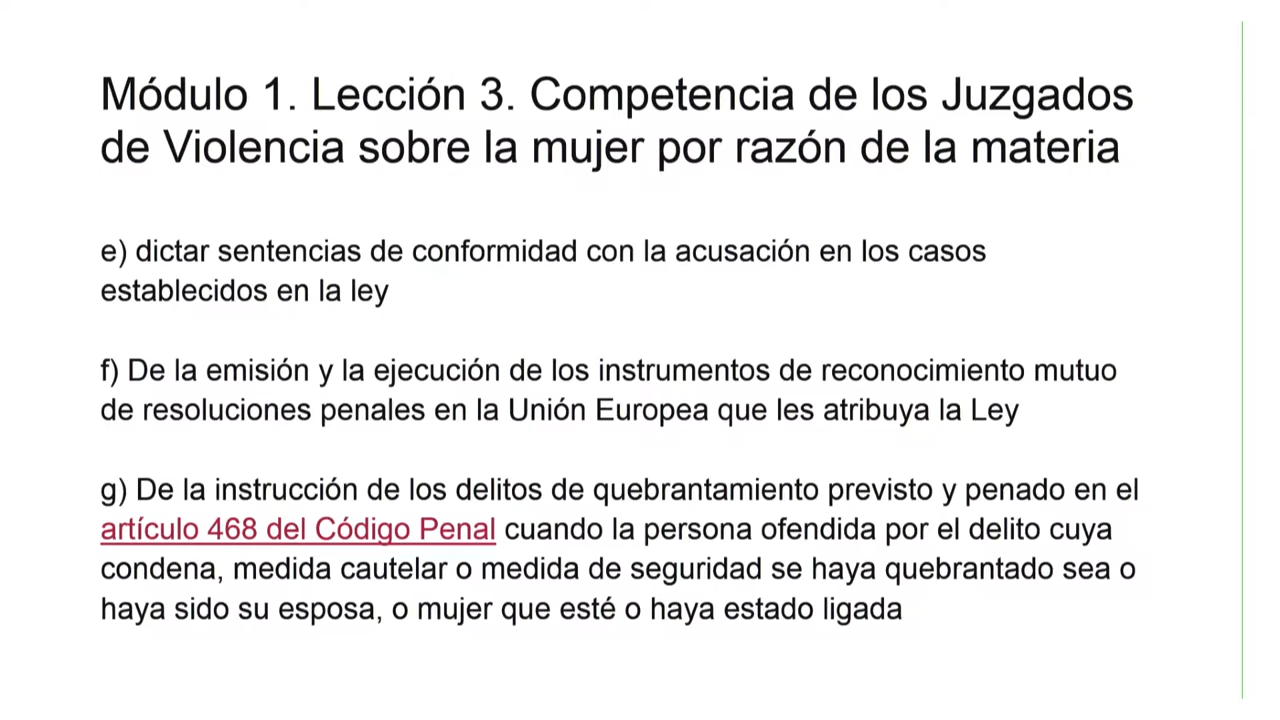 Módulo 1. Lección 3. Competencia de los Juzgados
de Violencia sobre la mujer por razón de la materia
e) dictar sentencias de conformidad con la acusación en los casos
establecidos en la ley
f) De la emisión y la ejecución de los instrumentos de reconocimiento mutuo
de resoluciones penales en la Unión Europea que les atribuya la Ley
g) De la instrucción de los delitos de quebrantamiento previsto y penado en el
artículo 468 del Código Penal cuando la persona ofendida por el delito cuya
condena, medida cautelar o medida de seguridad se haya quebrantado sea o
haya sido su esposa, o mujer que esté o haya estado ligada